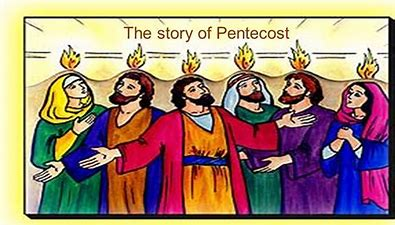 The story of Pentecost